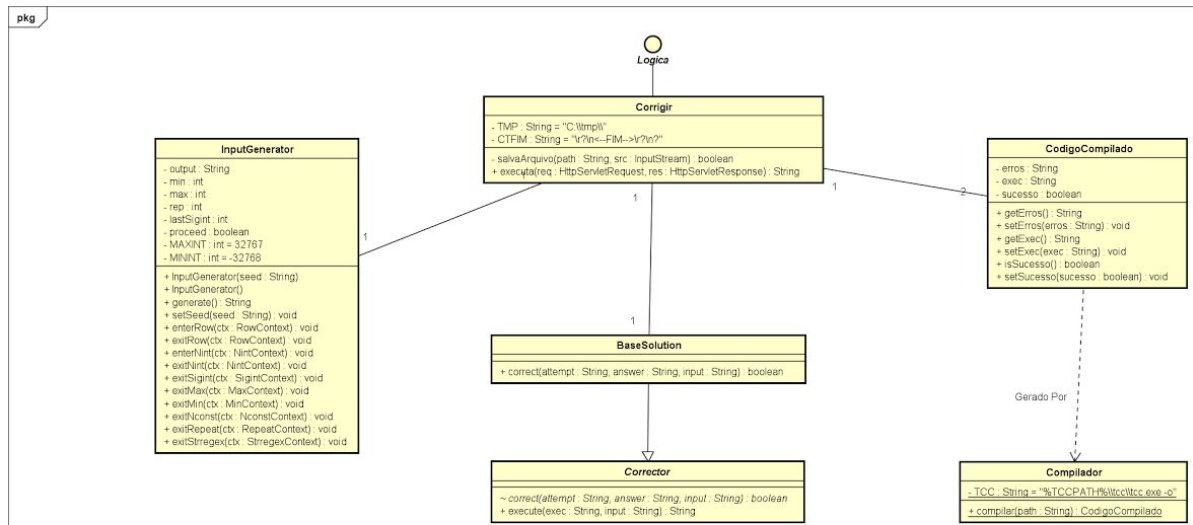 pkg
Logica
Corrigir
- TMP : String = "C:\\tmp\\"
- CTFIM : String = "\r?\n<--FIM-->\r?\n?"
- salvaArquivo(path : String, src : InputStream) : boolean
+ executa(req : HttpServletRequest, res : HttpServletResponse) : String
InputGenerator
- output : String
- min : int
- max : int
- rep : int
- lastSigint : int
- proceed : boolean
- MAXINT : int = 32767
- MININT : int = -32768
+ InputGenerator(seed : String)
+ InputGenerator()
+ generate() : String
+ setSeed(seed : String) : void
+ enterRow(ctx : RowContext) : void
+ exitRow(ctx : RowContext) : void
+ enterNint(ctx : NintContext) : void
+ exitNint(ctx : NintContext) : void
+ exitSigint(ctx : SigintContext) : void
+ exitMax(ctx : MaxContext) : void
+ exitMin(ctx : MinContext) : void
+ exitNconst(ctx : NconstContext) : void
+ exitRepeat(ctx : RepeatContext) : void
+ exitStrregex(ctx : StrregexContext) : void
CodigoCompilado
- erros : String
- exec : String
- sucesso : boolean
+ getErros() : String
+ setErros(erros : String) : void
+ getExec() : String
+ setExec(exec : String) : void
+ isSucesso() : boolean
+ setSucesso(sucesso : boolean) : void
1
1
1
1
1
2
BaseSolution
+ correct(attempt : String, answer : String, input : String) : boolean
Gerado Por
Corrector
~ correct(attempt : String, answer : String, input : String) : boolean
+ execute(exec : String, input : String) : String
Compilador
- TCC : String = "%TCCPATH%\\tcc\\tcc.exe -o"
+ compilar(path : String) : CodigoCompilado